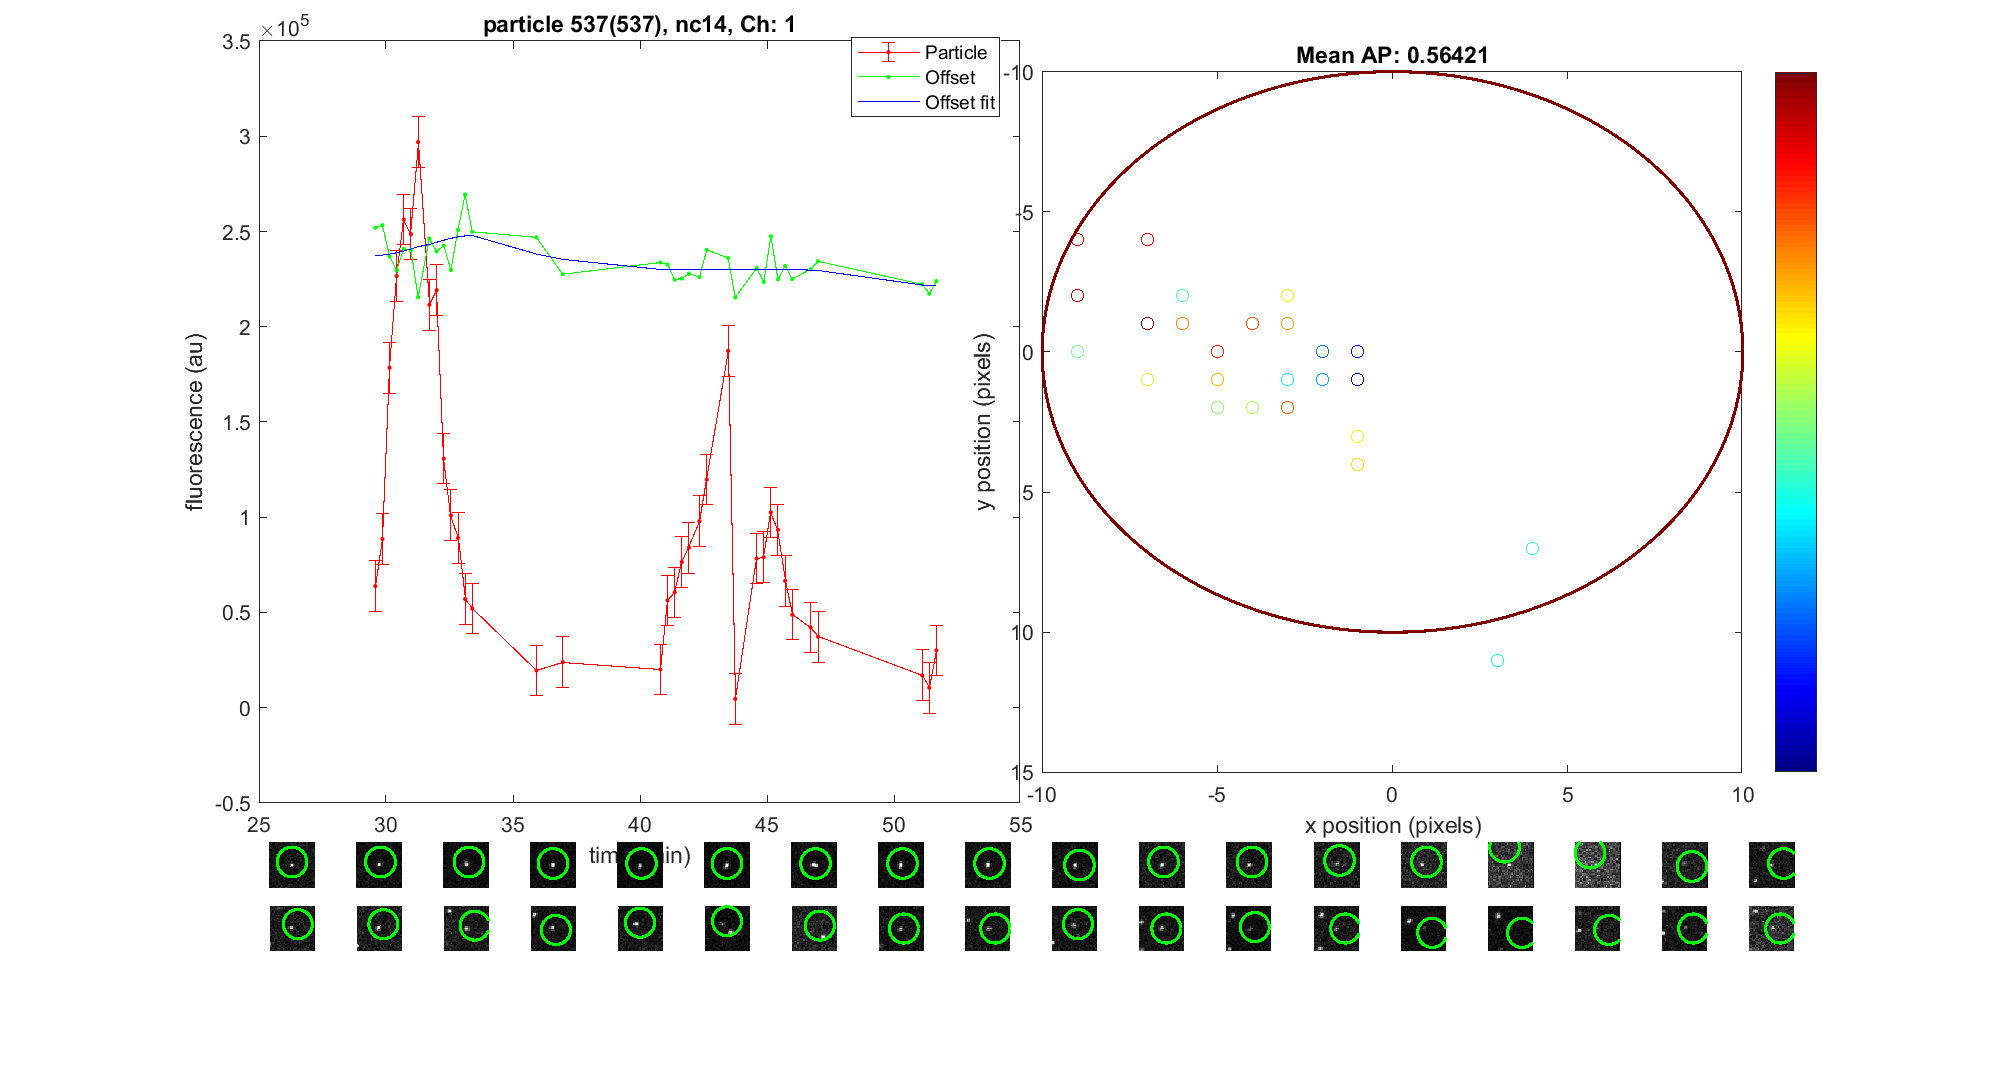 particle 537(537), nc14, Ch: 1
×10^5
3.5
3
2.5
2
1.5
1
0.5
0
-0.5
fluorescence (au)
25 30 35 40 45 50 55
Particle
Offset
Offset fit
Mean AP: 0.56421
-10
-5
0
5
10
15
y position (pixels)
-10 -5 0 5 10
x position (pixels)